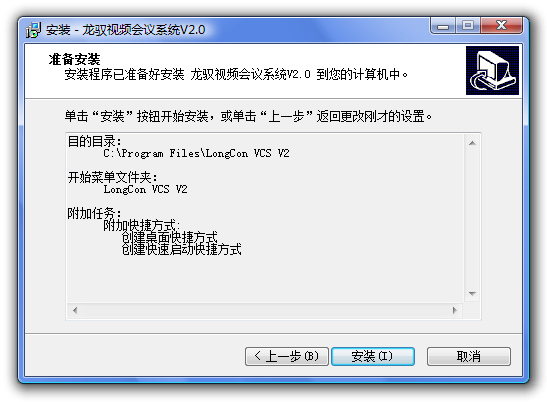 安装 - 龙驭视频会议系统V2.0
准备安装
安装程序已准备好安装 龙驭视频会议系统V2.0 到您的计算机中。
单击“安装”按钮开始安装，或单击“上一步”返回更改刚才的设置。
目的目录：
C:\Program Files\LongCon VCS V2
开始菜单文件夹：
LongCon VCS V2
附加任务：
附加快捷方式:
创建桌面快捷方式
创建快速启动快捷方式
< 上一步(B) 安装(I) 取消